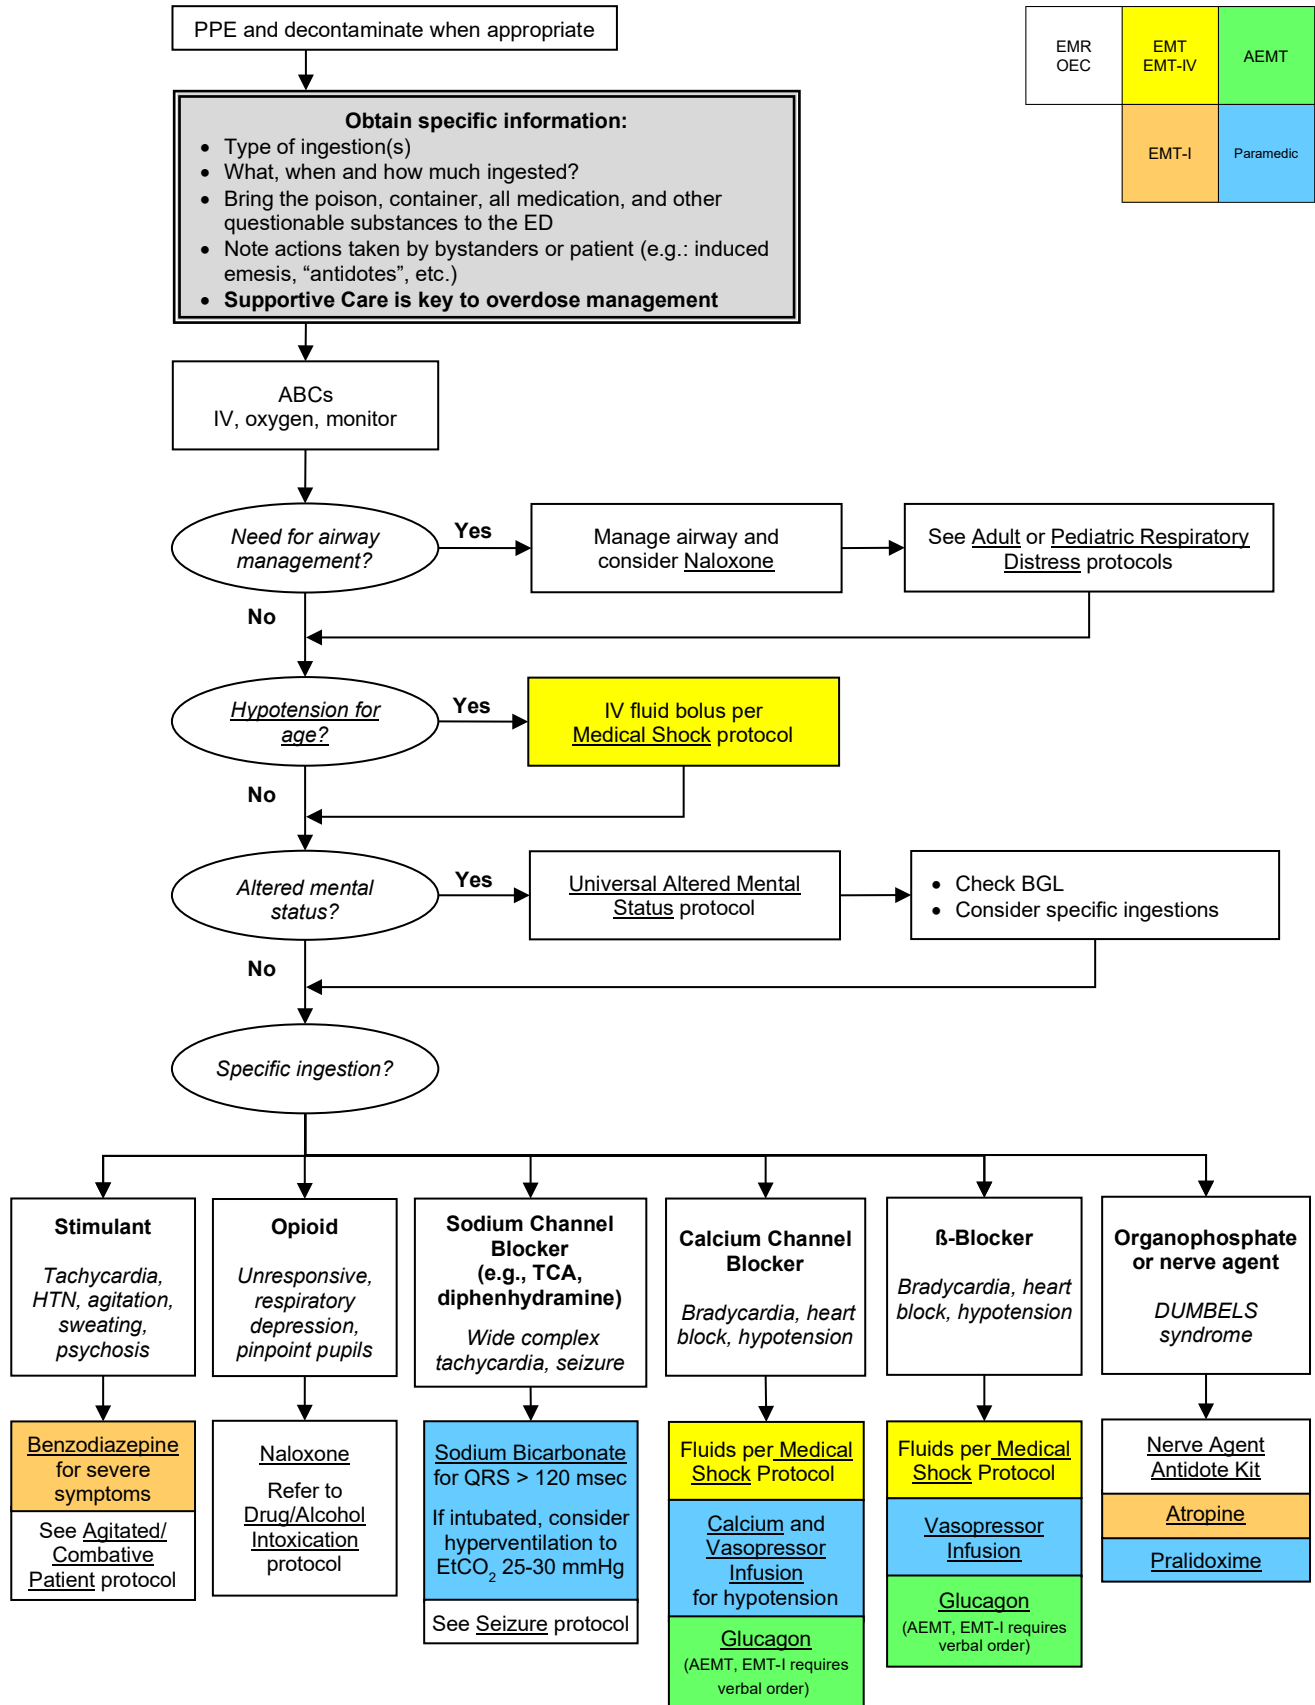 PPE and decontaminate when appropriate
EMR
OEC
EMT
EMT-IV
AEMT
EMT-I
Paramedic
Obtain specific information:
• Type of ingestion(s)
• What, when and how much ingested?
• Bring the poison, container, all medication, and other
questionable substances to the ED
• Note actions taken by bystanders or patient (e.g.: induced
emesis, “antidotes”, etc.)
• Supportive Care is key to overdose management
ABCs
IV, oxygen, monitor
Need for airway
management?
Yes
Manage airway and
consider Naloxone
See Adult or Pediatric Respiratory
Distress protocols
No
Hypotension for
age?
Yes
IV fluid bolus per
Medical Shock protocol
No
Altered mental
status?
Yes
Universal Altered Mental
Status protocol
• Check BGL
• Consider specific ingestions
No
Specific ingestion?
Stimulant
Tachycardia,
HTN, agitation,
sweating,
psychosis
Benzodiazepine
for severe
symptoms
See Agitated/
Combative
Patient protocol
Opioid
Unresponsive,
respiratory
depression,
pinpoint pupils
Naloxone
Refer to
Drug/Alcohol
Intoxication
protocol
Sodium Channel
Blocker
(e.g., TCA,
diphenhydramine)
Wide complex
tachycardia, seizure
Sodium Bicarbonate
for QRS > 120 msec
If intubated, consider
hyperventilation to
EtCO2 25-30 mmHg
See Seizure protocol
Calcium Channel
Blocker
Bradycardia, heart
block, hypotension
Fluids per Medical
Shock Protocol
Calcium and
Vasopressor
Infusion
for hypotension
Glucagon
(AEMT, EMT-I requires
verbal order)
ß-Blocker
Bradycardia, heart
block, hypotension
Fluids per Medical
Shock Protocol
Vasopressor
Infusion
Glucagon
(AEMT, EMT-I requires
verbal order)
Organophosphate
or nerve agent
DUMBELS
syndrome
Nerve Agent
Antidote Kit
Atropine
Pralidoxime